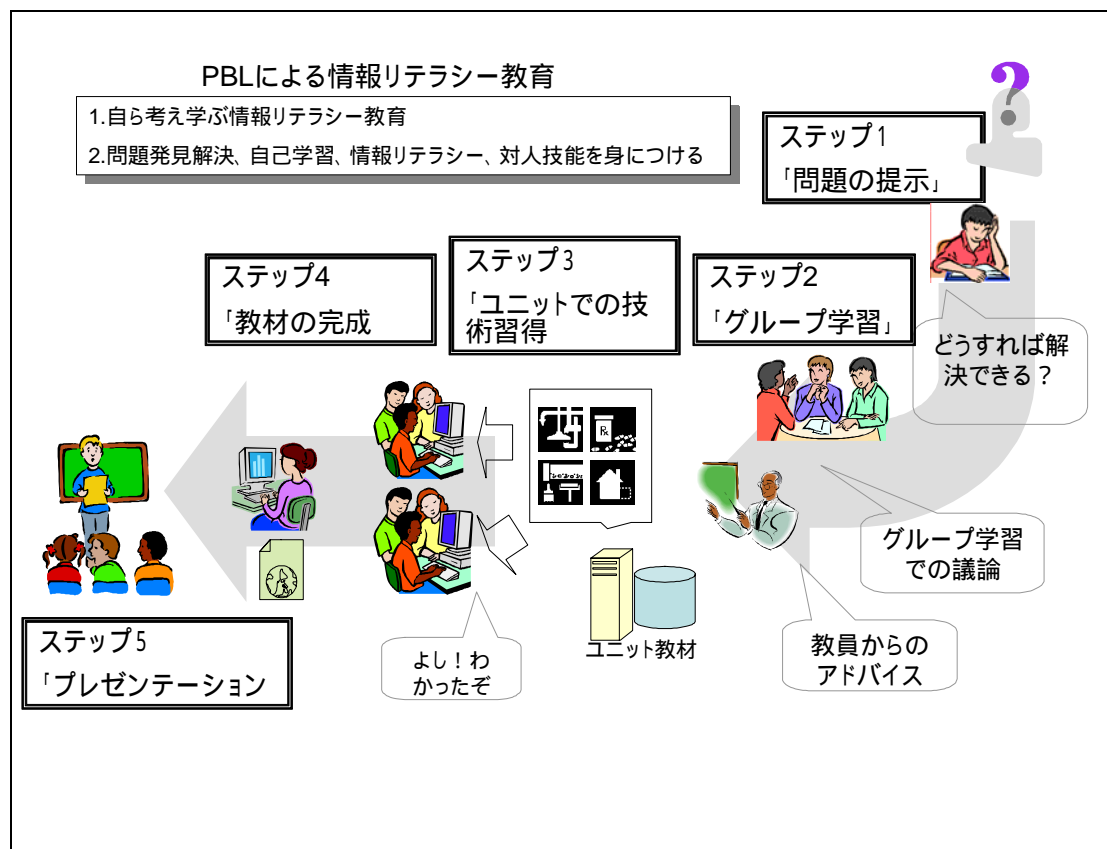 PBLによる情報リテラシー教育
1.自ら考え学ぶ情報リテラシー教育
2.問題発見解決、自己学習、情報リテラシー、対人技能を身につける
ステップ1
「問題の提示」
ステップ2
「グループ学習」
ステップ3
「ユニットでの技
術習得
ステップ4
「教材の完成
どうすれば解
決できる？
グループ学習
での議論
教員からの
アドバイス
ユニット教材
よし！わ
かったぞ
ステップ5
「プレゼンテーション